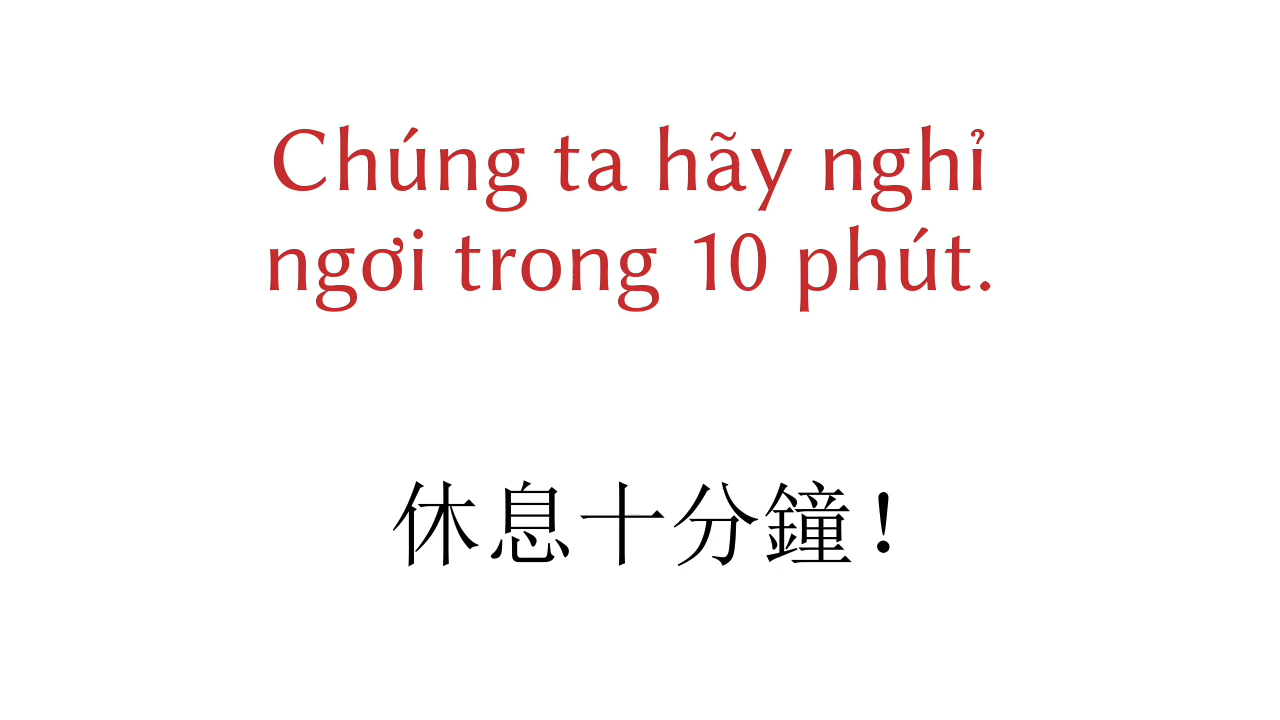 Chúng ta hãy nghỉ
ngơi trong 10 phút.
休息十分鐘！